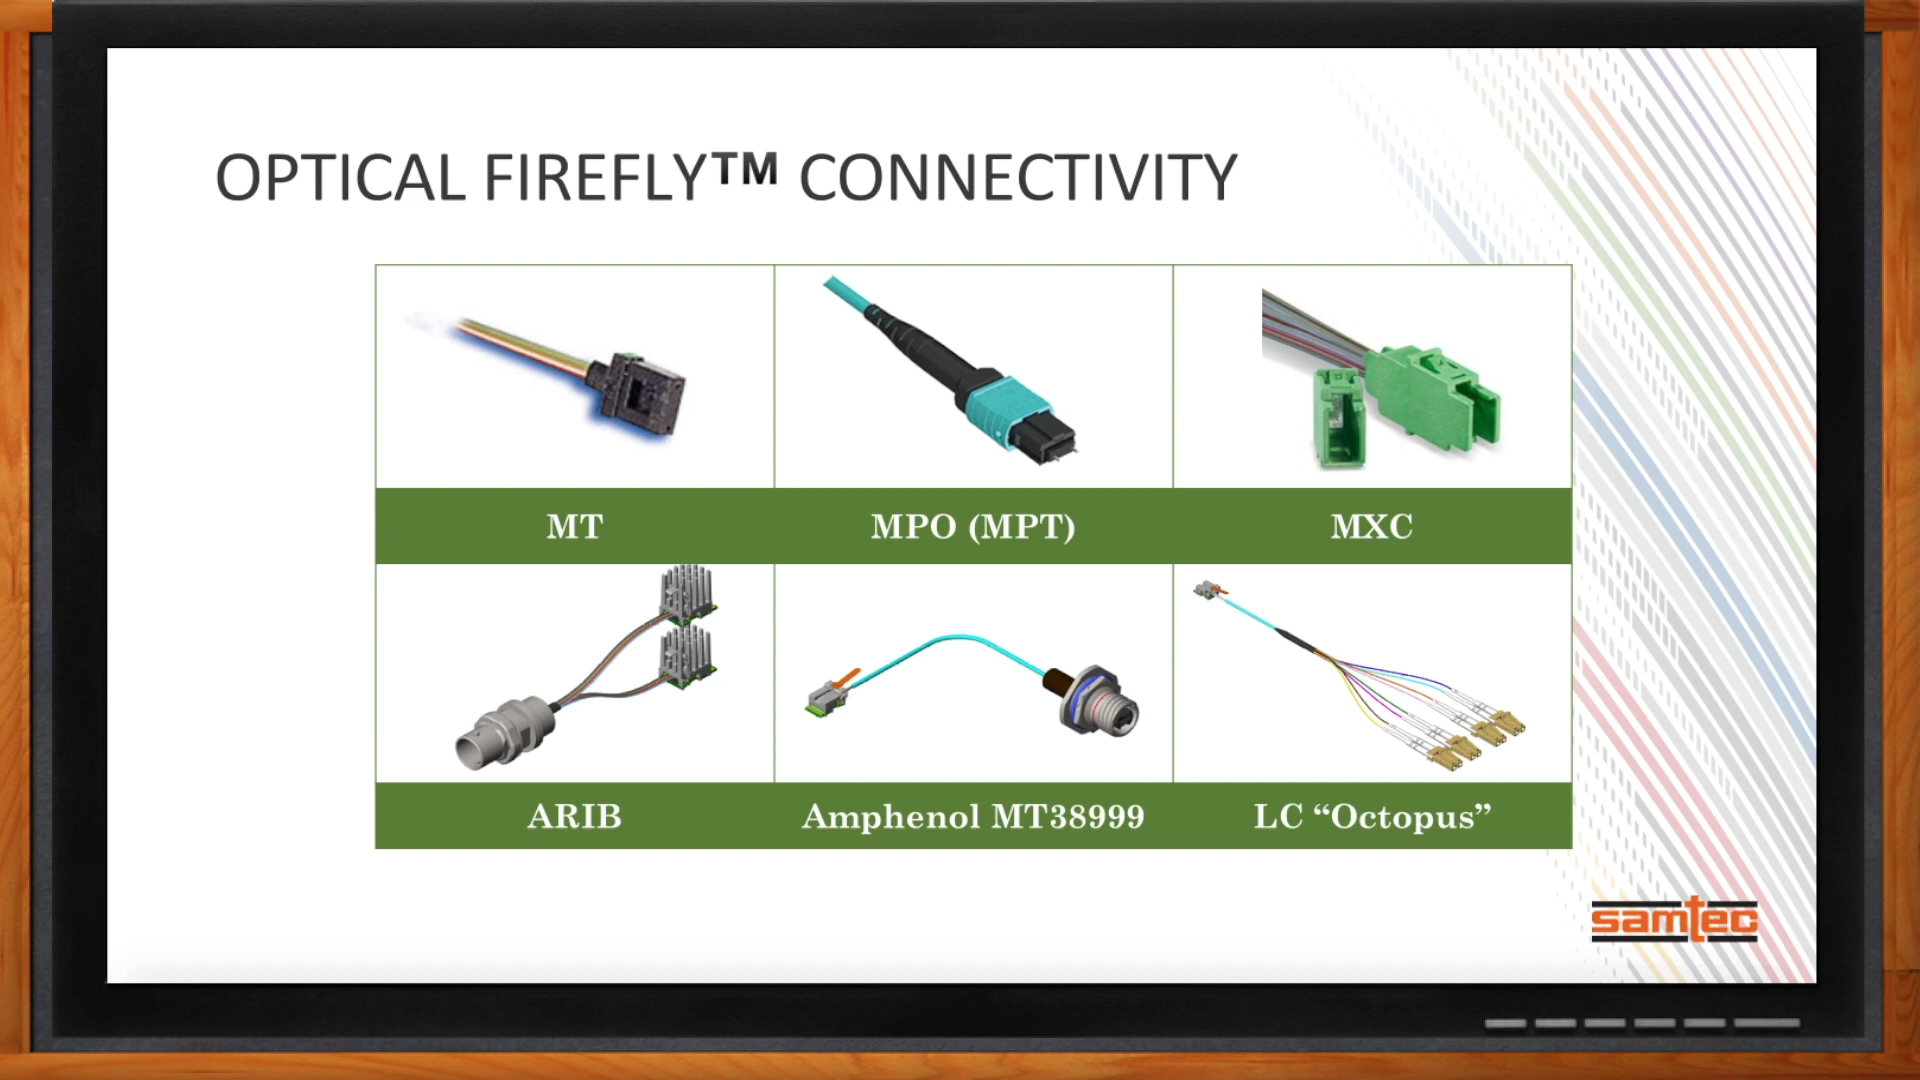 OPTICAL FIREFLY™ CONNECTIVITY
MT
MPO (MPT)
MXC
ARIB
Amphenol MT38999
LC “Octopus”
samtec